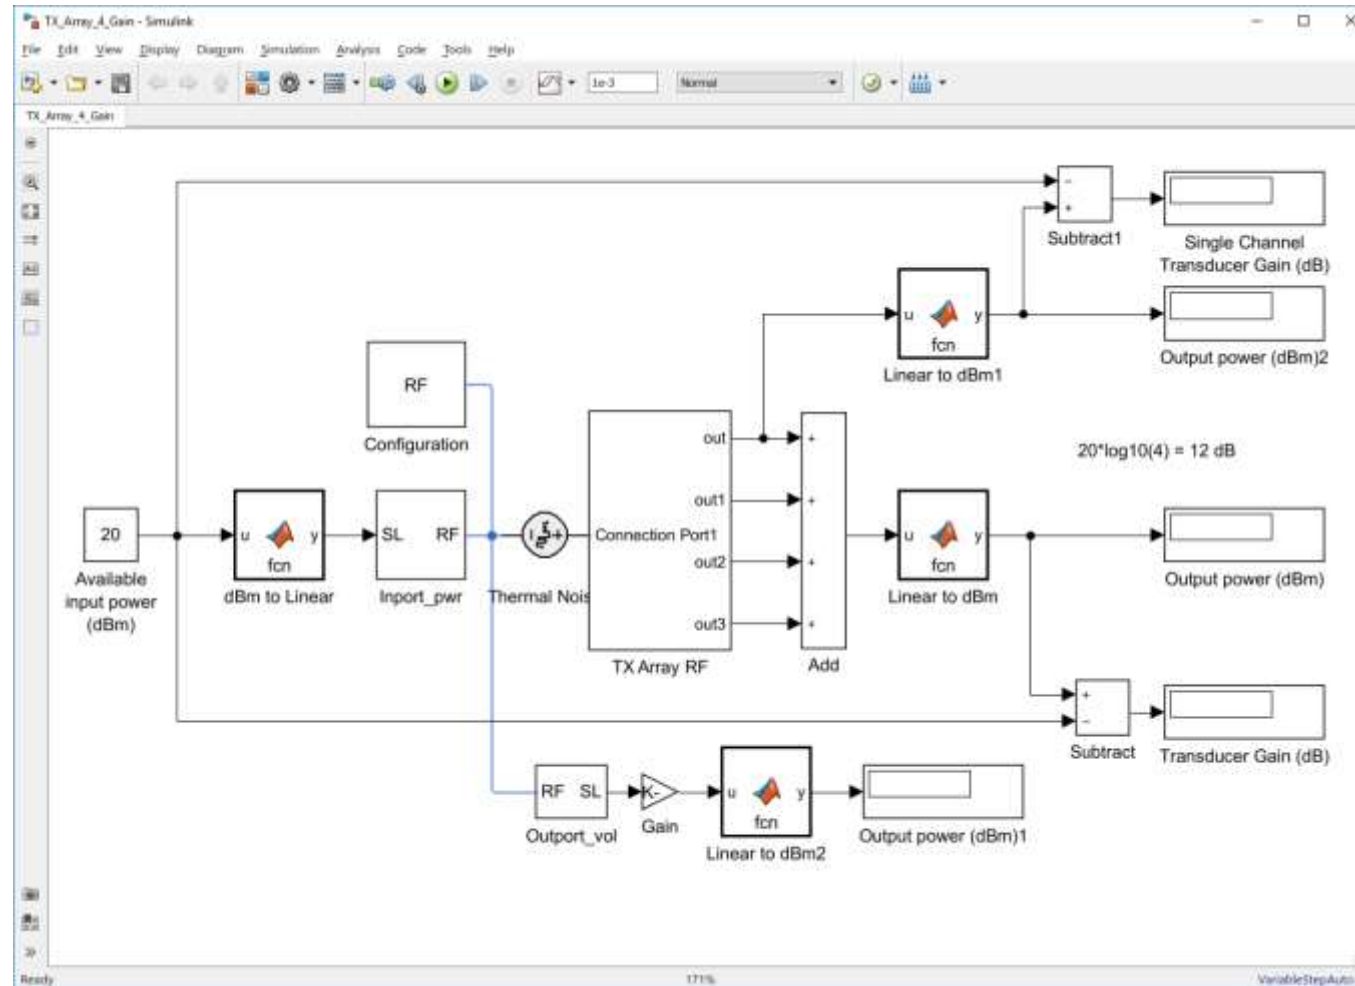 TX_Array_4_Gain - Simulink
File Edit View Display Diagram Simulation Analysis Code Tools Help
1e-3
Normal
TX_Array_4_Gain
-
+
Subtract1
Single Channel
Transducer Gain (dB)
u y
fcn
Linear to dBm1
Output power (dBm)2
RF
Configuration
out
out1
Connection Port1
out2
out3
TX Array RF
+
+
+
+
Add
20*log10(4) = 12 dB
20
Available
input power
(dBm)
u y
fcn
dBm to Linear
SL RF
Inport_pwr
Thermal Nois
u y
fcn
Linear to dBm
Output power (dBm)
+
-
Subtract
Transducer Gain (dB)
RF SL
Outport_vol
K-
Gain
u y
fcn
Linear to dBm2
Output power (dBm)1
Ready
171%
VariableStepAuto